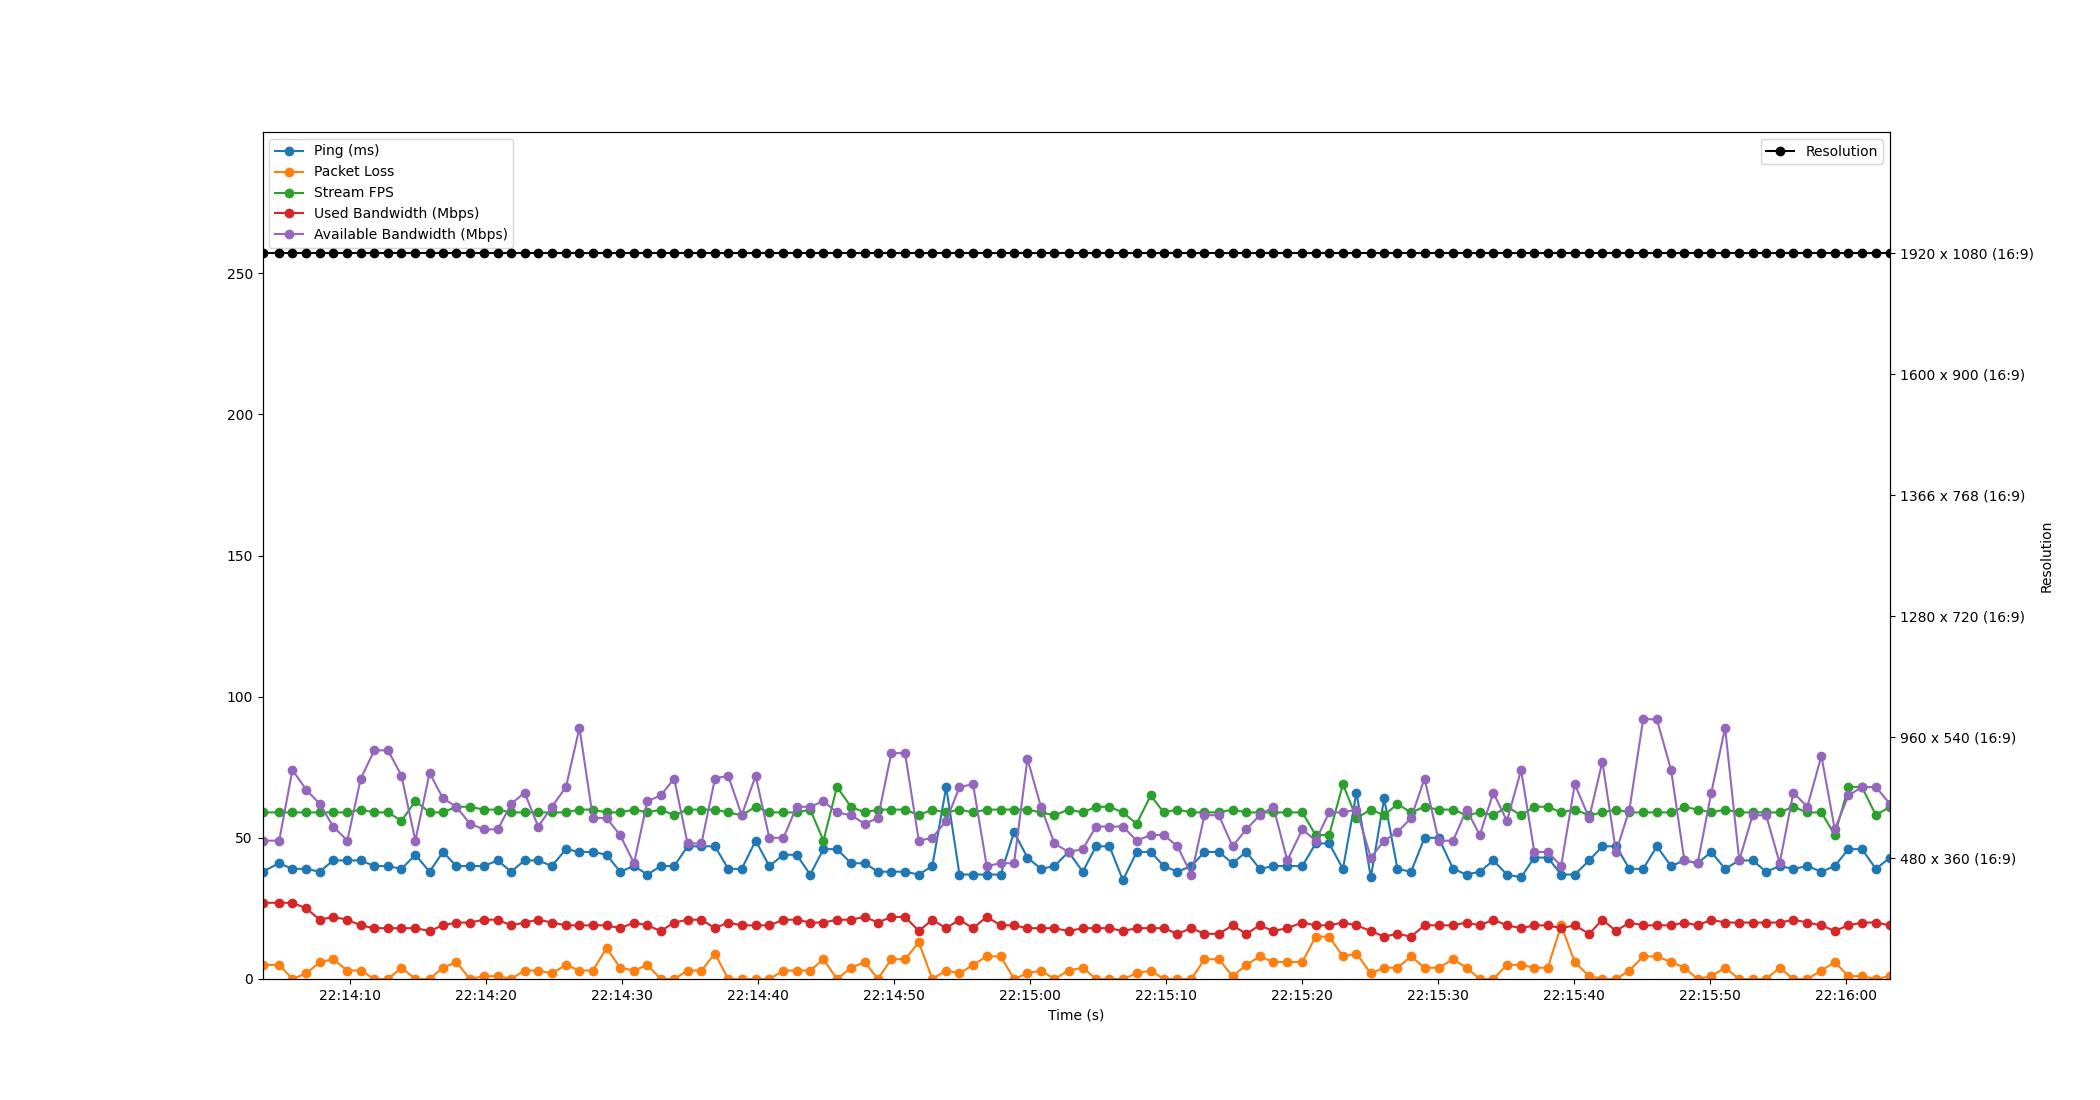 Ping (ms)
Packet Loss
Stream FPS
Used Bandwidth (Mbps)
Available Bandwidth (Mbps)
Resolution
250
200
150
100
50
0
1920 x 1080 (16:9)
1600 x 900 (16:9)
1366 x 768 (16:9)
1280 x 720 (16:9)
960 x 540 (16:9)
480 x 360 (16:9)
Resolution
22:14:10 22:14:20 22:14:30 22:14:40 22:14:50 22:15:00 22:15:10 22:15:20 22:15:30 22:15:40 22:15:50 22:16:00
Time (s)